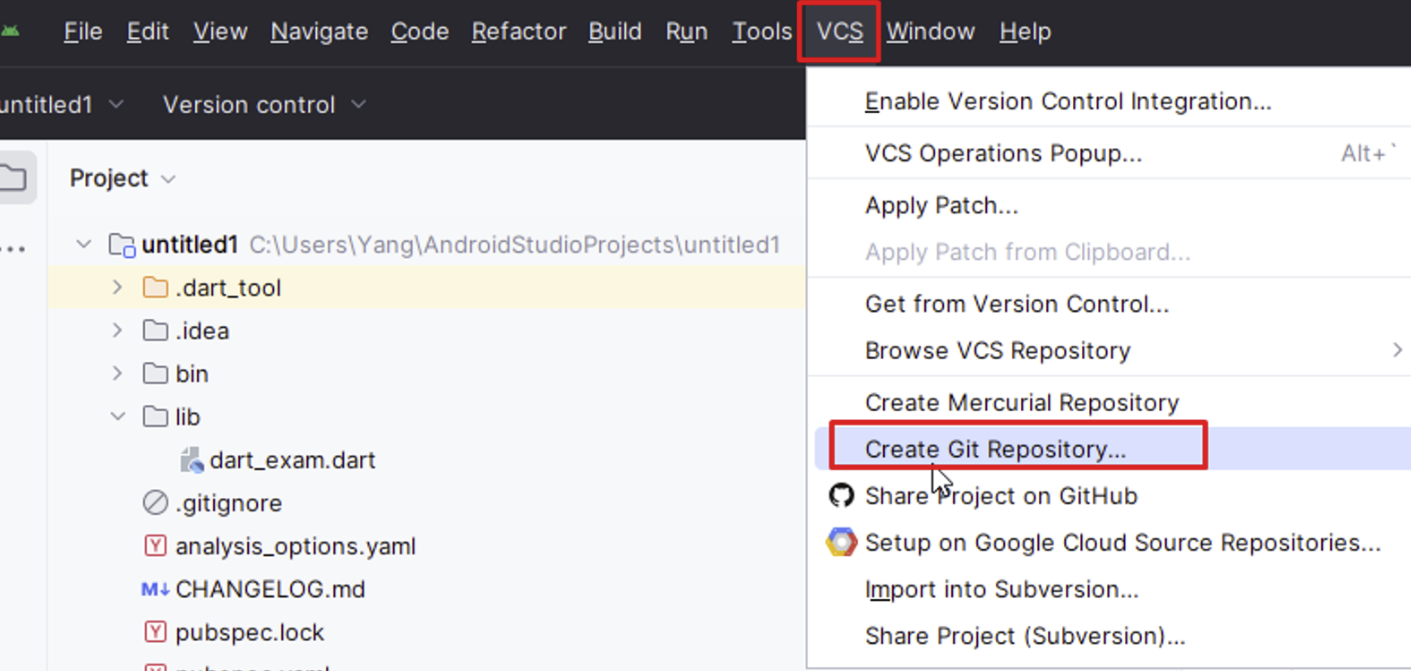 File Edit View Navigate Code Refactor Build Run Tools VCS Window Help
untitled1 Version control
Project
untitled1 C:\Users\Yang\AndroidStudioProjects\untitled1
.dart_tool
.idea
bin
lib
dart_exam.dart
.gitignore
Y analysis_options.yaml
M↓ CHANGELOG.md
Y pubspec.lock
Enable Version Control Integration...
VCS Operations Popup... Alt+`
Apply Patch...
Apply Patch from Clipboard...
Get from Version Control...
Browse VCS Repository
Create Mercurial Repository
Create Git Repository...
Share Project on GitHub
Setup on Google Cloud Source Repositories...
Import into Subversion...
Share Project (Subversion)...